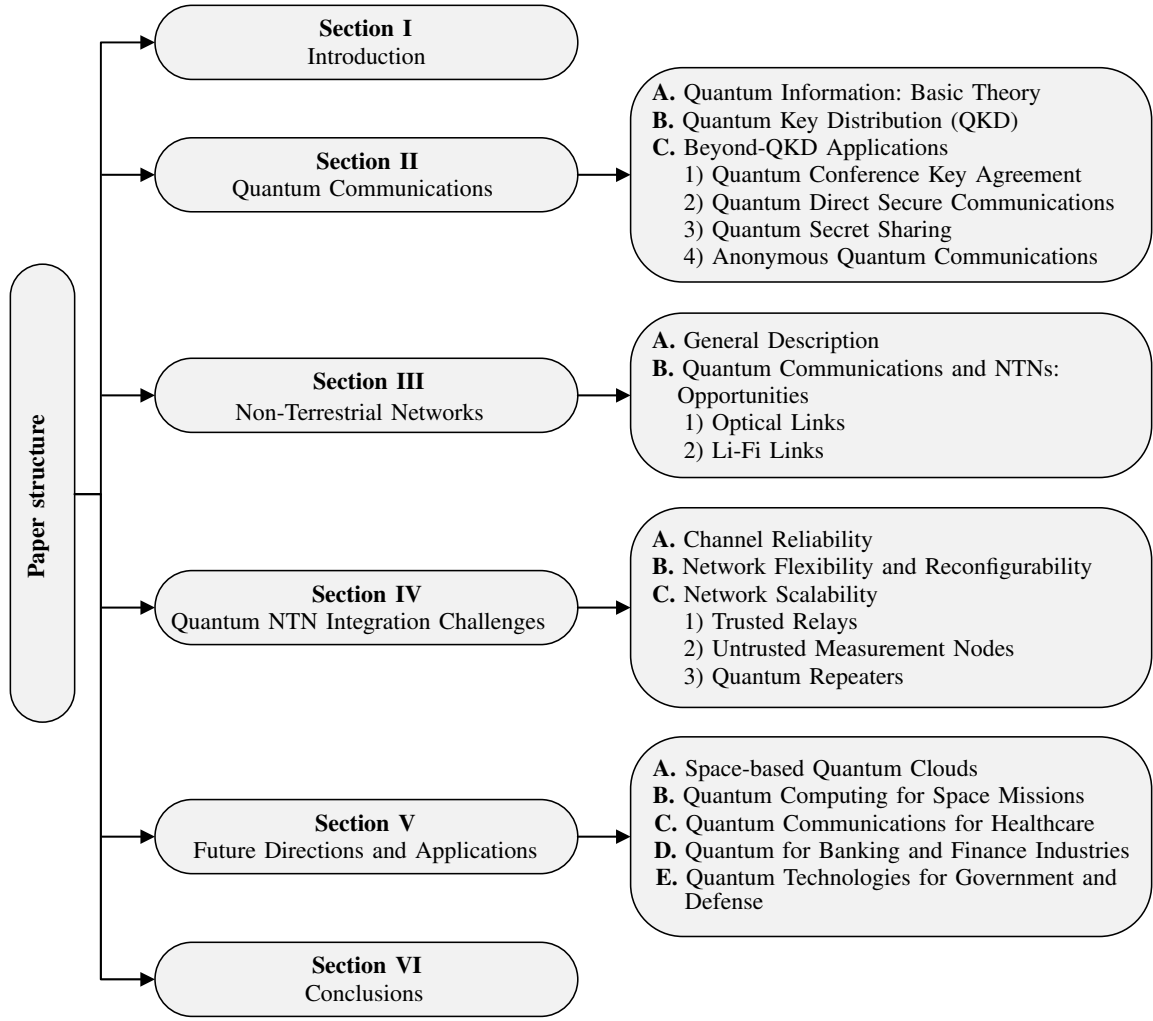 Paper structure
Section I
Introduction
Section II
Quantum Communications
A. Quantum Information: Basic Theory
B. Quantum Key Distribution (QKD)
C. Beyond-QKD Applications
1) Quantum Conference Key Agreement
2) Quantum Direct Secure Communications
3) Quantum Secret Sharing
4) Anonymous Quantum Communications
Section III
Non-Terrestrial Networks
A. General Description
B. Quantum Communications and NTNs:
Opportunities
1) Optical Links
2) Li-Fi Links
Section IV
Quantum NTN Integration Challenges
A. Channel Reliability
B. Network Flexibility and Reconfigurability
C. Network Scalability
1) Trusted Relays
2) Untrusted Measurement Nodes
3) Quantum Repeaters
Section V
Future Directions and Applications
A. Space-based Quantum Clouds
B. Quantum Computing for Space Missions
C. Quantum Communications for Healthcare
D. Quantum for Banking and Finance Industries
E. Quantum Technologies for Government and
Defense
Section VI
Conclusions